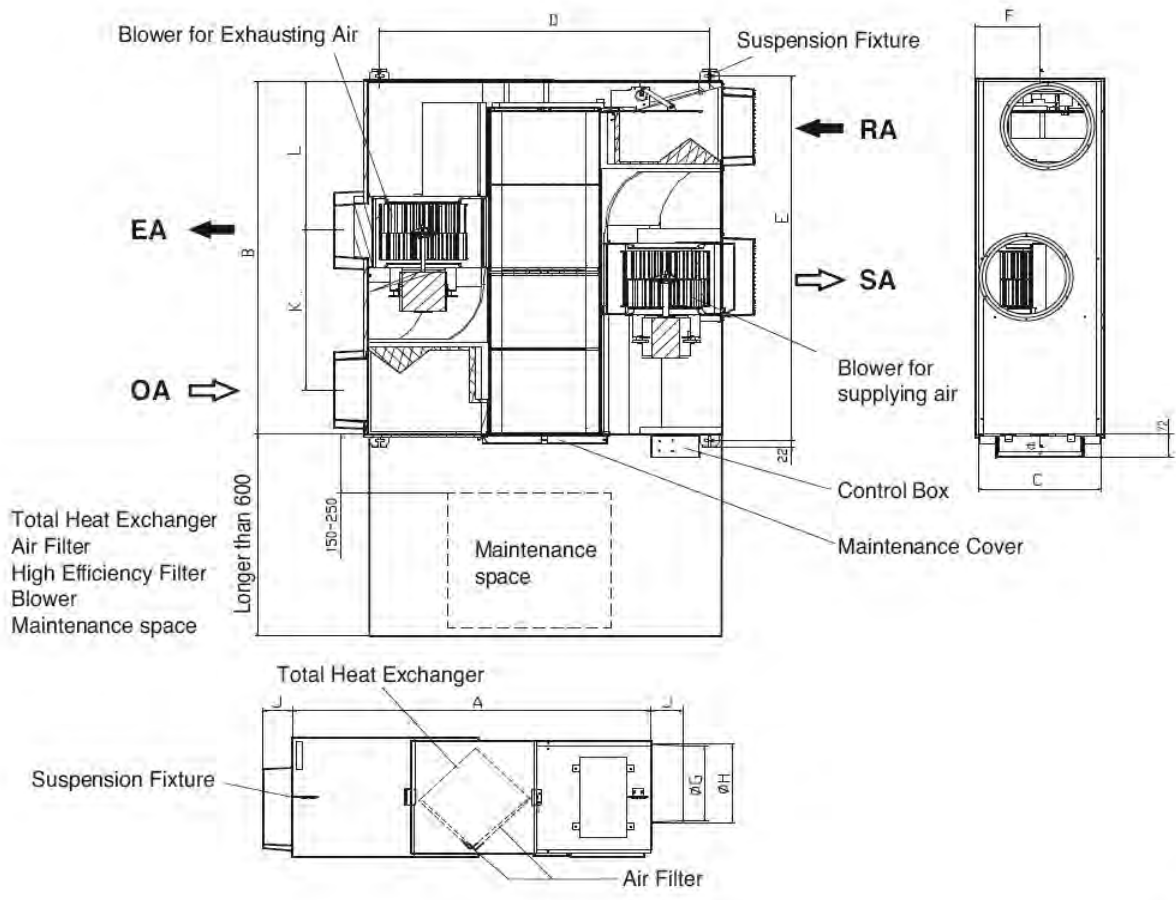 D
F
Blower for Exhausting Air
Suspension Fixture
RA
L
EA
B
E
SA
K
OA
Blower for
supplying air
22
72
C
Control Box
150-250
Longer than 600
Maintenance
space
Maintenance Cover
Total Heat Exchanger
Air Filter
High Efficiency Filter
Blower
Maintenance space
Total Heat Exchanger
J
A
J
Suspension Fixture
ØG
ØH
Air Filter